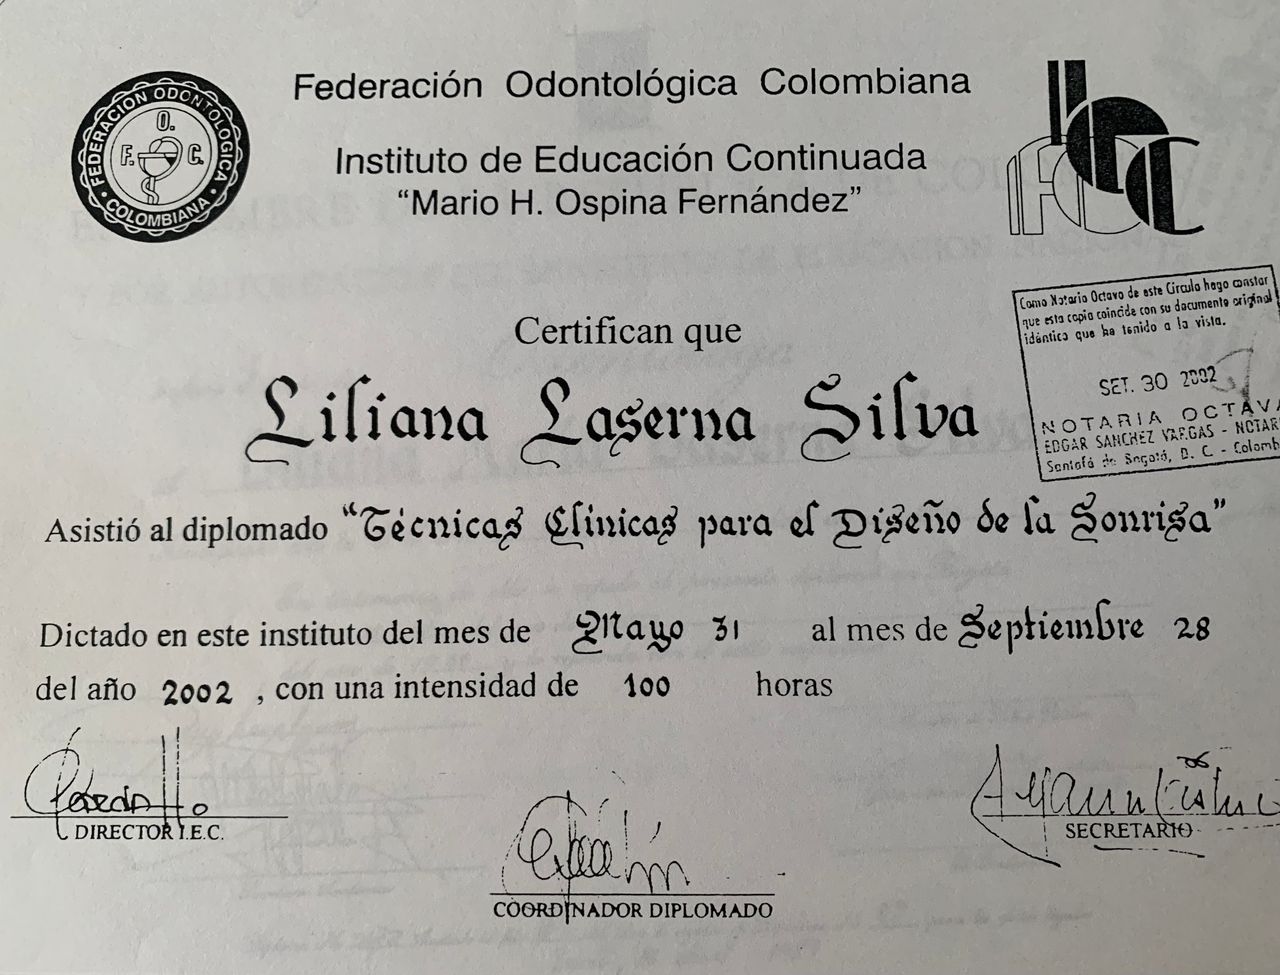 Federación Odontológica Colombiana
FEDERACION ODONTOLOGICA
F. O. C.
COLOMBIANA
Instituto de Educación Continuada
“Mario H. Ospina Fernández”
Certifican que
Como Notario Octavo de este Circulo hago constar
que esta copia coincide con su documento original
idéntica que he tenido a la vista.
SET. 30 2002
NOTARIA OCTAVA
EDGAR SANCHEZ VARGAS - NOTAR
Santafé de Bogotá, D. C. - Colomb
Liliana Laserna Silva
Asistió al diplomado “Técnicas Clínicas para el Diseño de la Sonrisa”
Dictado en este instituto del mes de Mayo 31 al mes de Septiembre 28
del año 2002 , con una intensidad de 100 horas
DIRECTOR I.E.C.
SECRETARIO
COORDINADOR DIPLOMADO